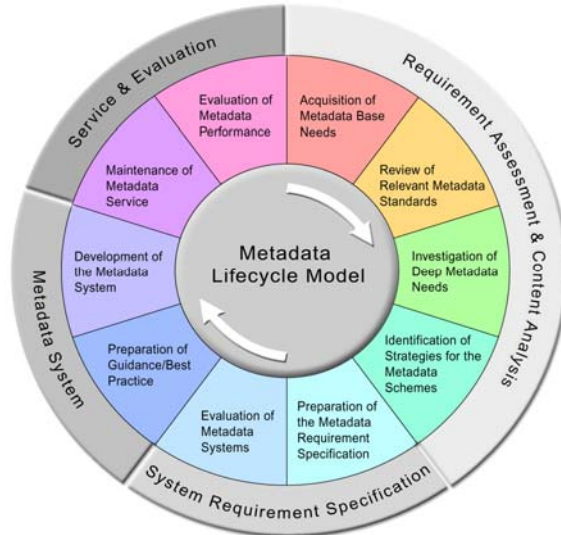 Service & Evaluation
Requirement Assessment & Content Analysis
Evaluation of
Metadata
Performance
Acquisition of
Metadata Base
Needs
Maintenance of
Metadata
Service
Review of
Relevant Metadata
Standards
Development of
the Metadata
System
Metadata
Lifecycle Model
Investigation of
Deep Metadata
Needs
Preparation of
Guidance/Best
Practice
Identification of
Strategies for the
Metadata
Schemes
Evaluation of
Metadata
Systems
Preparation of
the Metadata
Requirement
Specification
Metadata System
System Requirement Specification